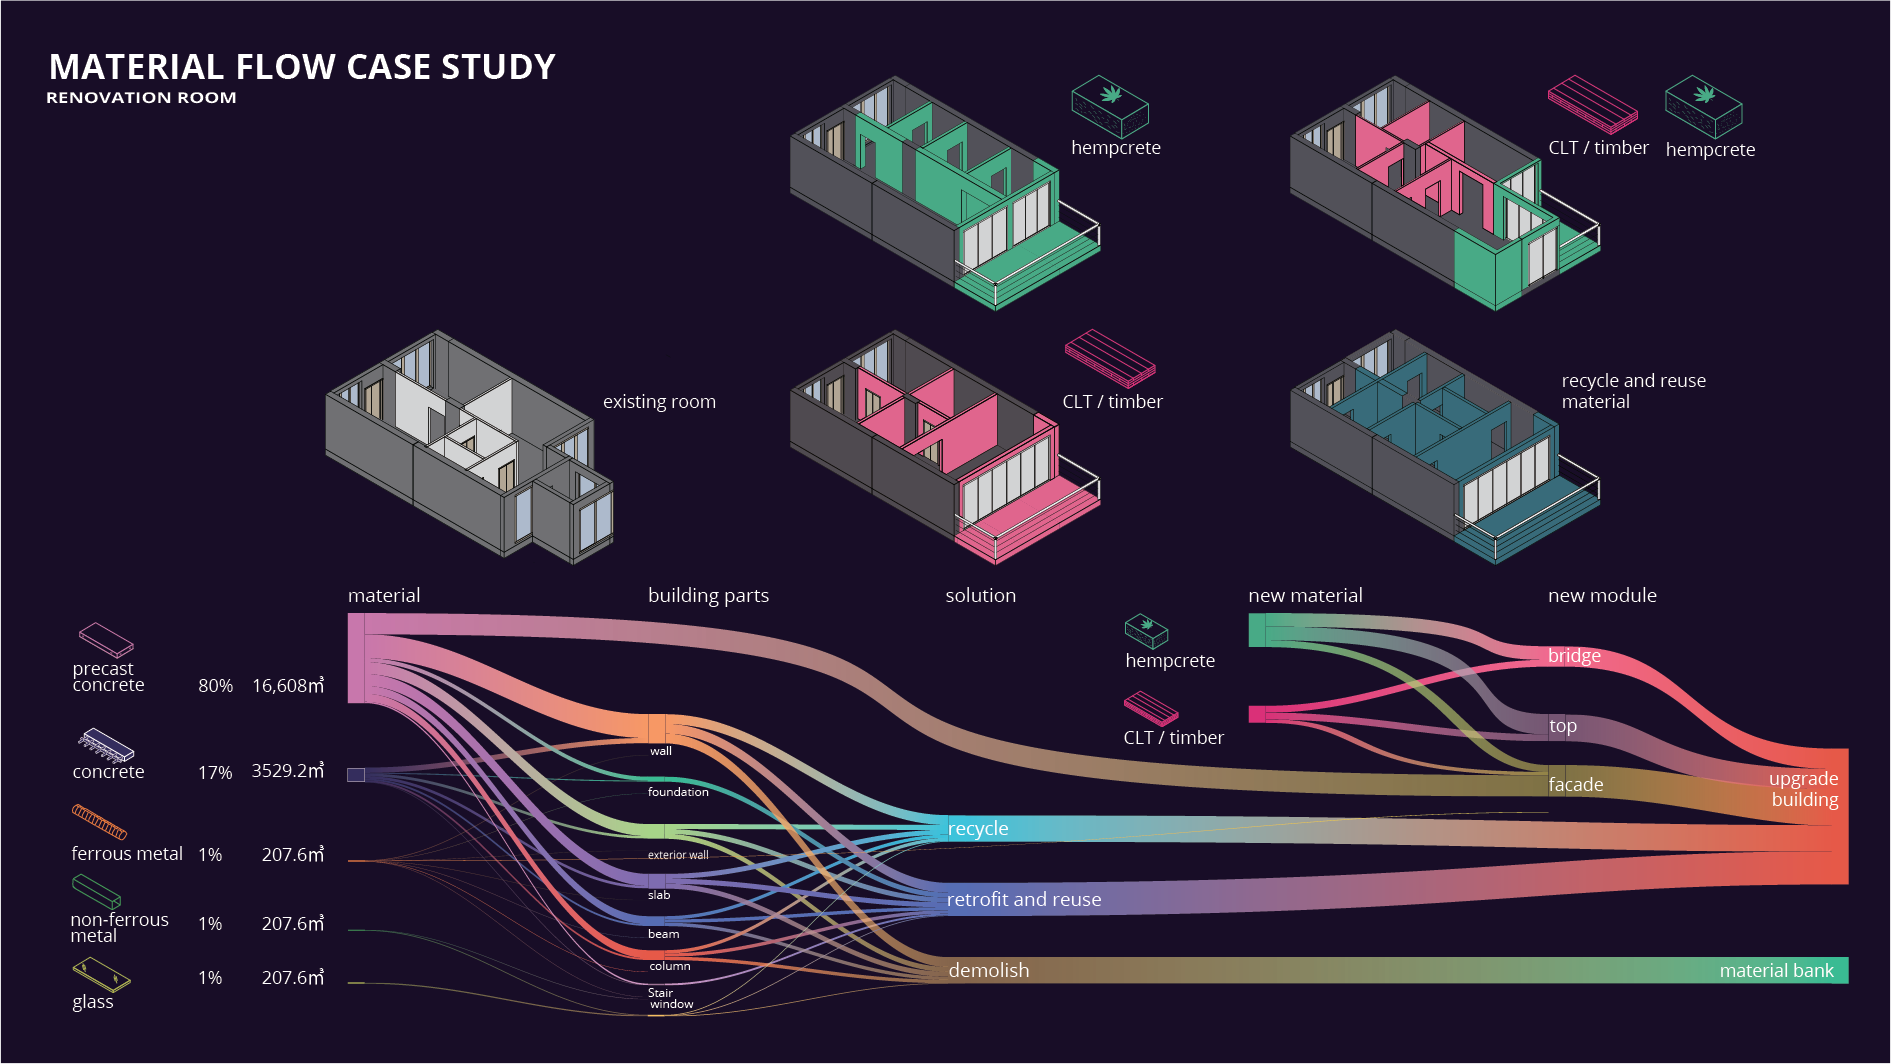 MATERIAL FLOW CASE STUDY
RENOVATION ROOM
hempcrete
CLT / timber
hempcrete
existing room
CLT / timber
recycle and reuse
material
material
building parts
solution
new material
new module
precast
concrete
80%
16,608㎥
concrete
17%
3529.2㎥
ferrous metal
1%
207.6㎥
non-ferrous
metal
1%
207.6㎥
glass
1%
207.6㎥
wall
foundation
exterior wall
slab
beam
column
Stair
window
recycle
retrofit and reuse
demolish
hempcrete
CLT / timber
bridge
top
facade
upgrade
building
material bank